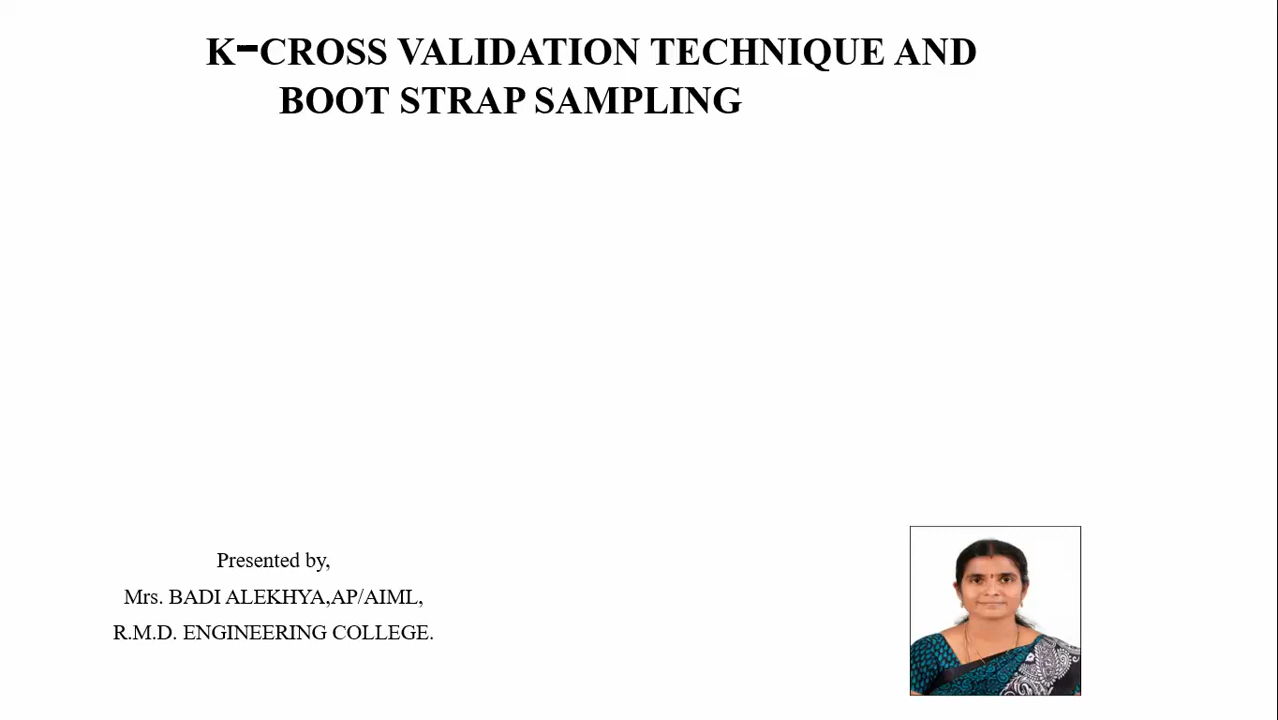 K-CROSS VALIDATION TECHNIQUE AND
BOOT STRAP SAMPLING
Presented by,
Mrs. BADI ALEKHYA,AP/AIML,
R.M.D. ENGINEERING COLLEGE.